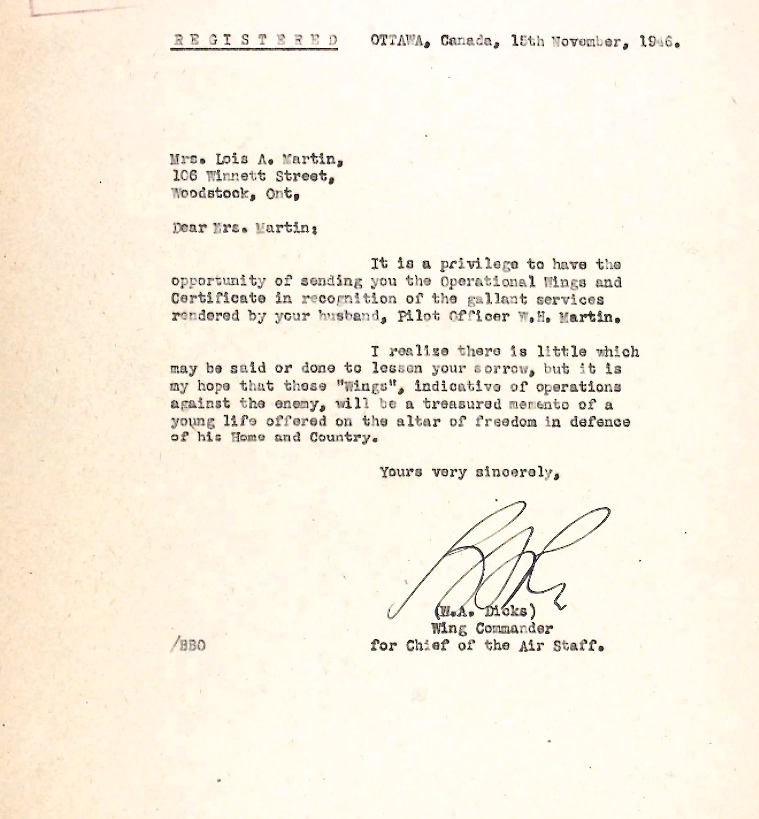 REGISTERED OTTAWA, Canada, 15th November, 1946.
Mrs. Lois A. Martin,
106 Winnett Street,
Woodstock, Ont,
Dear Mrs. Martin:
It is a privilege to have the
opportunity of sending you the Operational Wings and
Certificate in recognition of the gallant services
rendered by your husband, Pilot Officer W.H. Martin.
I realize there is little which
may be said or done to lessen your sorrow, but it is
my hope that these "Wings", indicative of operations
against the enemy, will be a treasured memento of a
young life offered on the altar of freedom in defence
of his Home and Country.
Yours very sincerely,
(W.A. Dicks)
Wing Commander
for Chief of the Air Staff.
/BBO